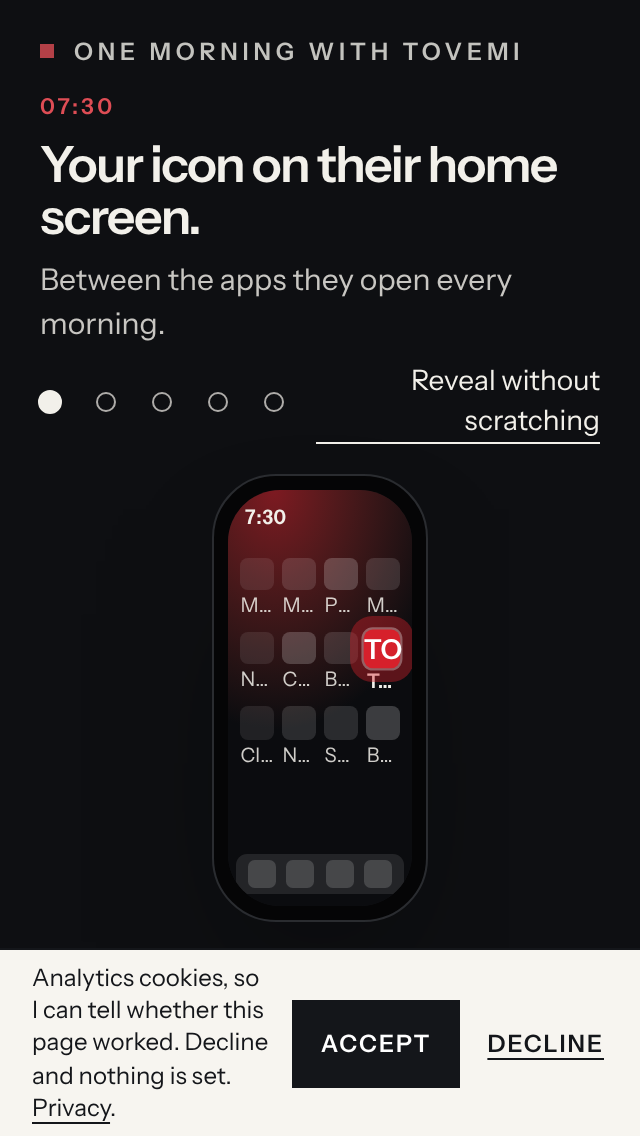 ONE MORNING WITH TOVEMI
07:30
Your icon on their home
screen.
Between the apps they open every
morning.
Reveal without
scratching
7:30
M... M... P... M...
TO
N... C... B... T...
Cl... N... S... B...
Analytics cookies, so
I can tell whether this
page worked. Decline
and nothing is set.
Privacy.
ACCEPT
DECLINE